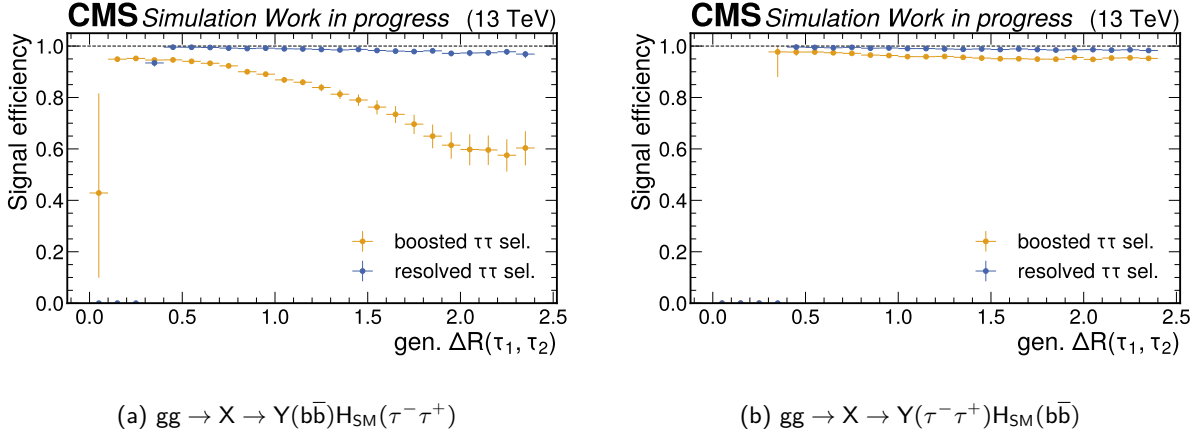 CMS Simulation Work in progress (13 TeV)
Signal efficiency
1.0
0.8
0.6
0.4
0.2
0.0
boosted ττ sel.
resolved ττ sel.
0.0 0.5 1.0 1.5 2.0 2.5
gen. ΔR(τ₁, τ₂)
(a) gg → X → Y(bb̅)H_SM(τ⁻τ⁺)
CMS Simulation Work in progress (13 TeV)
Signal efficiency
1.0
0.8
0.6
0.4
0.2
0.0
boosted ττ sel.
resolved ττ sel.
0.0 0.5 1.0 1.5 2.0 2.5
gen. ΔR(τ₁, τ₂)
(b) gg → X → Y(τ⁻τ⁺)H_SM(bb̅)